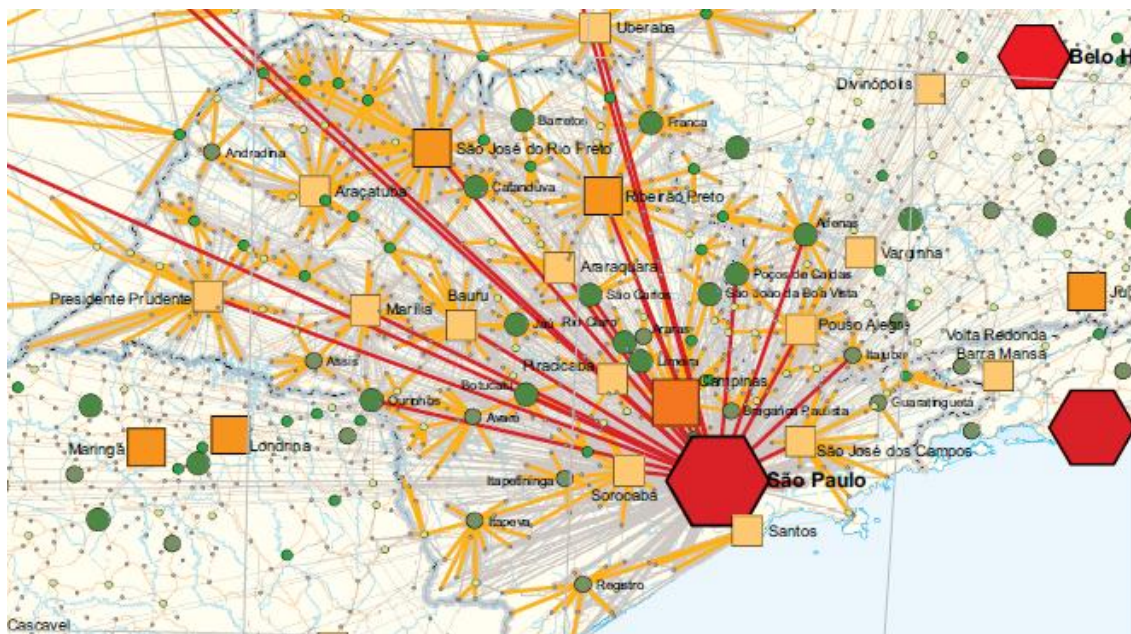 Uberaba
Belo H
Divinópolis
Barretos
Franca
São José do Rio Preto
Andradina
Catanduva
Araçatuba
Ribeirão Preto
Alfenas
Varginha
Araraquara
Poços de Caldas
Presidente Prudente
São Carlos
São João da Boa Vista
Ju
Marília
Bauru
Jaú
Rio Claro
Araras
Pouso Alegre
Volta Redonda -
Barra Mansa
Itajubá
Assis
Limeira
Piracicaba
Campinas
Botucatu
Ourinhos
Avaré
Bragança Paulista
Guaratinguetá
Maringá
Londrina
São José dos Campos
Itapetininga
São Paulo
Sorocaba
Itapeva
Santos
Registro
Cascavel